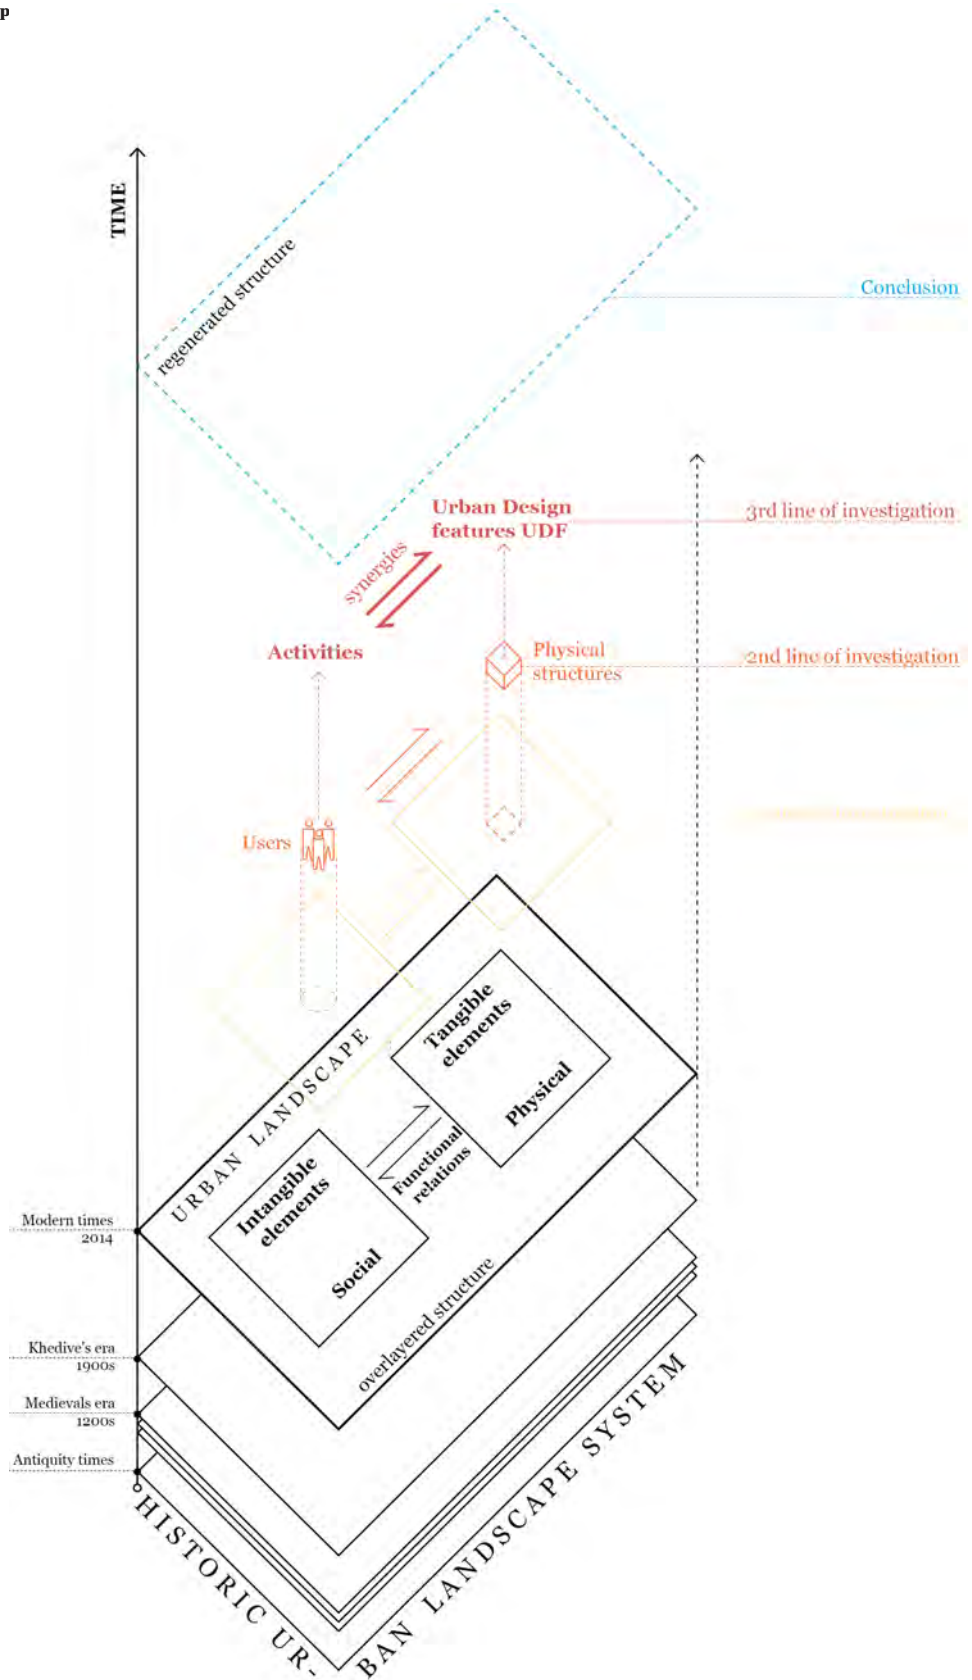 p
TIME
regenerated structure
Conclusion
Urban Design
features UDF
3rd line of investigation
synergies
Activities
Physical
structures
2nd line of investigation
Users
URBAN LANDSCAPE
Tangible
elements
Physical
Functional
relations
Intangible
elements
Social
overlayered structure
Modern times
2014
Khedive's era
1900s
Medievals era
1200s
Antiquity times
HISTORIC UR-
BAN LANDSCAPE SYSTEM